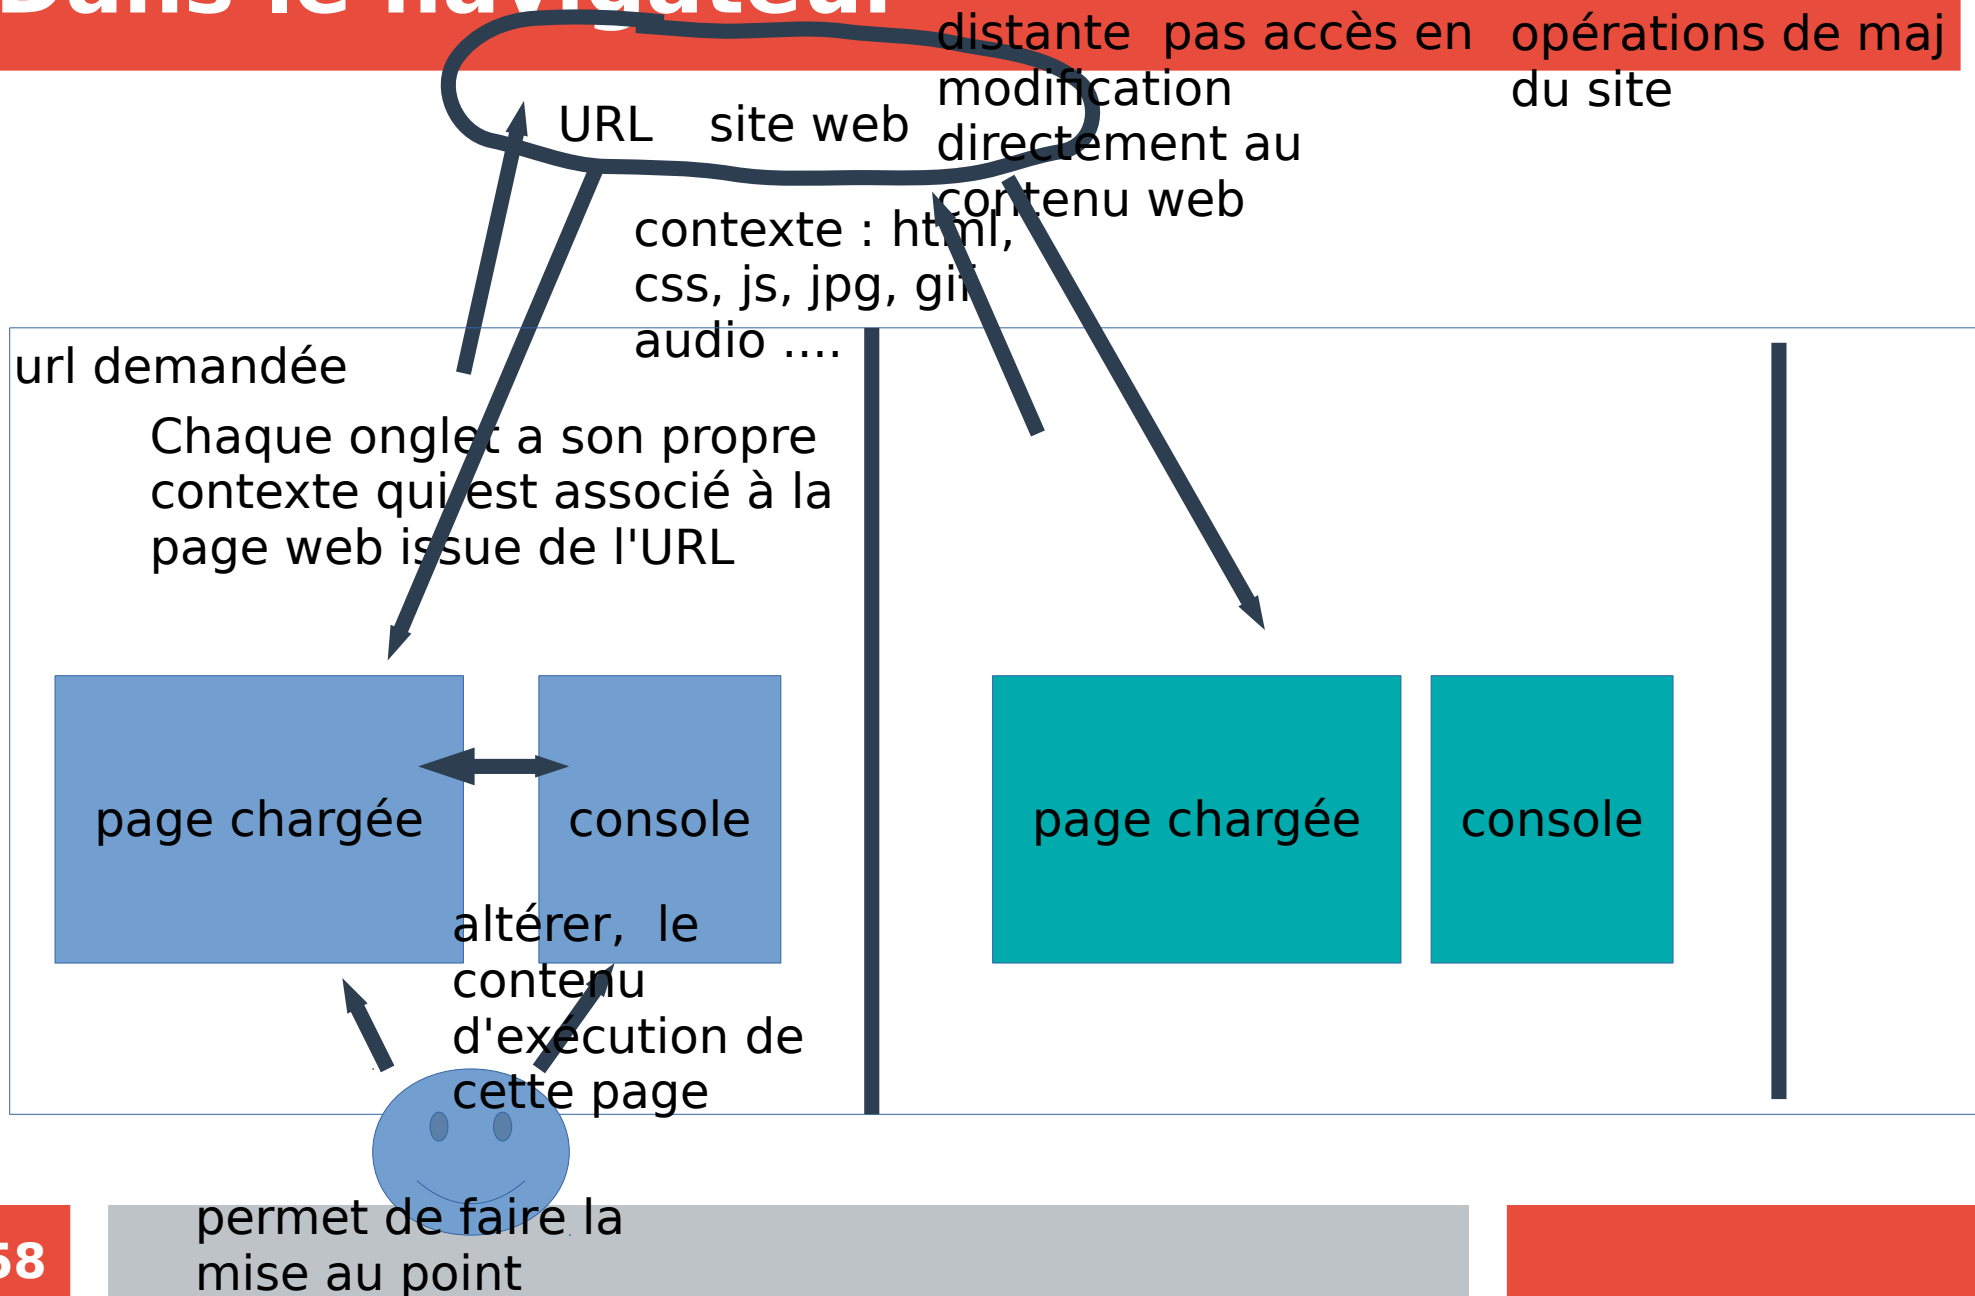 Dans le navigateur
distante  pas accès en
modification
directement au
contenu web
opérations de maj
du site
URL
site web
contexte : html,
css, js, jpg, gif
audio ....
url demandée
Chaque onglet a son propre
contexte qui est associé à la
page web issue de l'URL
page chargée
console
page chargée
console
altérer,  le
contenu
d'exécution de
cette page
permet de faire la
mise au point
58